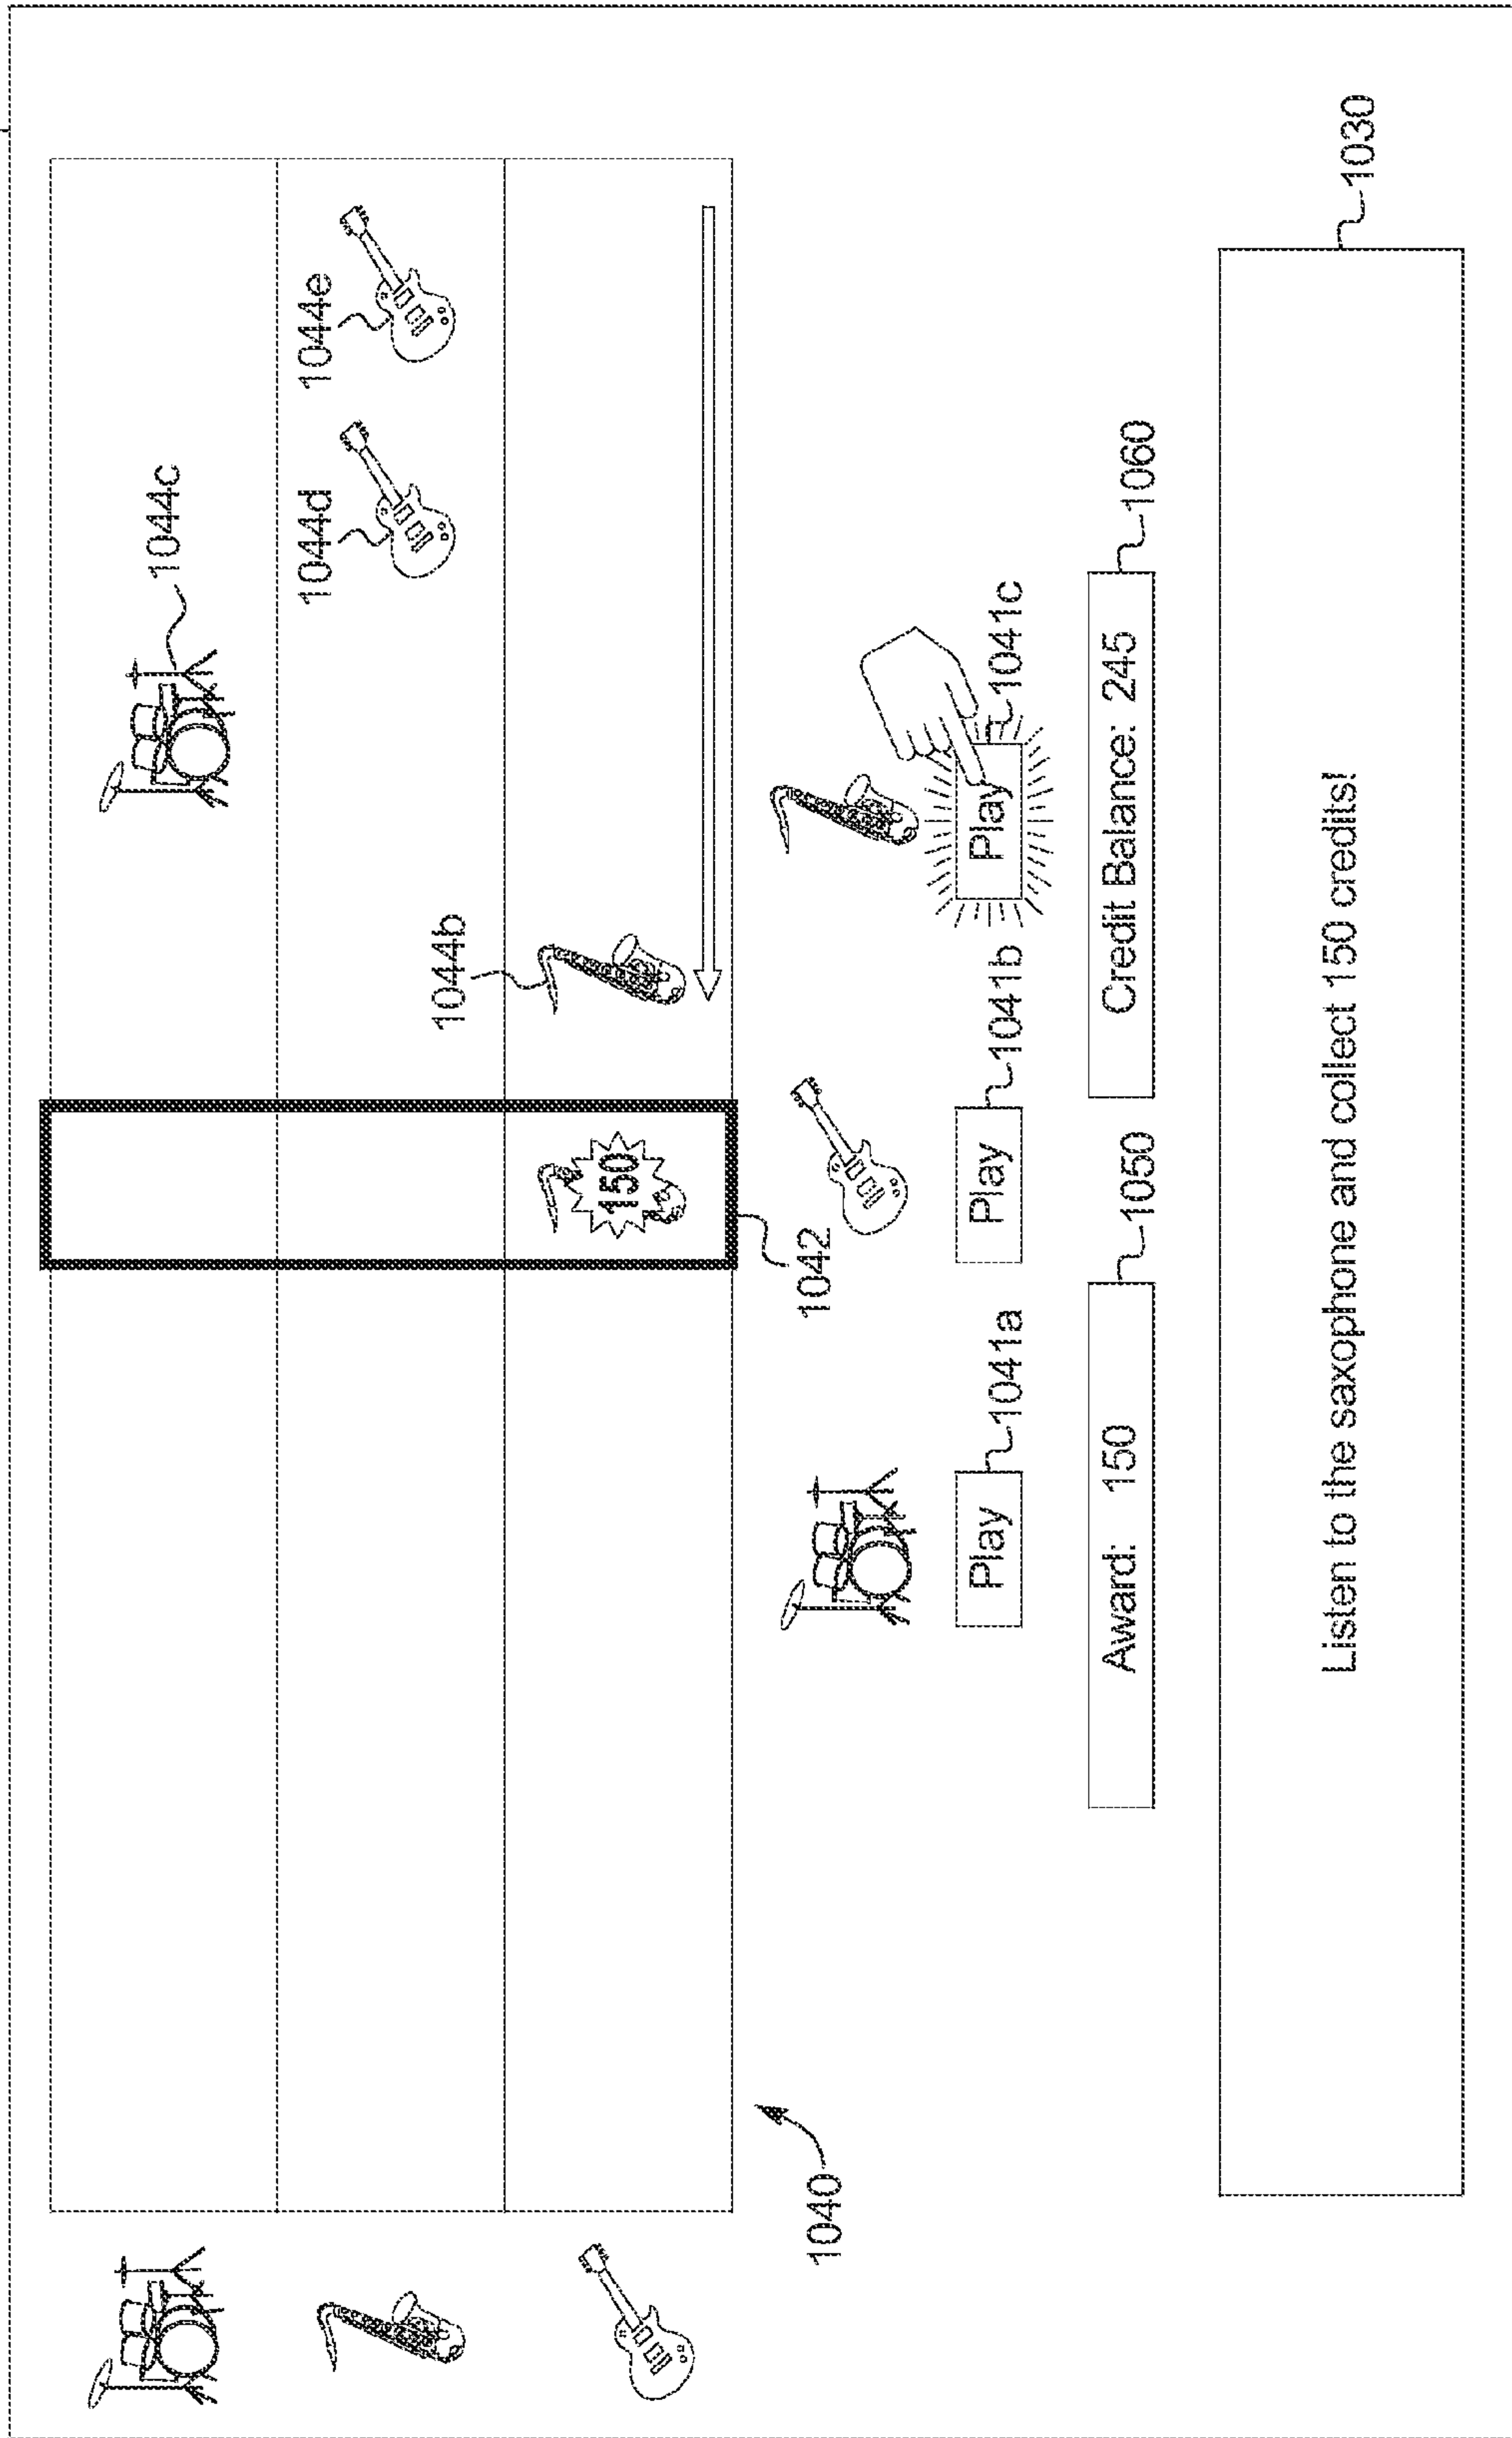 1044c
1044e
1044d
1044b
150
1042
1040
Play
1041a
Play
1041b
Play
1041c
Award: 150
1050
Credit Balance: 245
1060
Listen to the saxophone and collect 150 credits!
1030